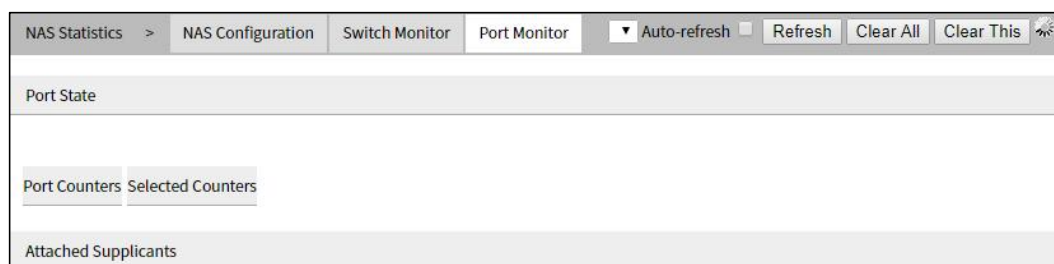 NAS Statistics > NAS Configuration Switch Monitor Port Monitor Auto-refresh Refresh Clear All Clear This
Port State
Port Counters Selected Counters
Attached Supplicants